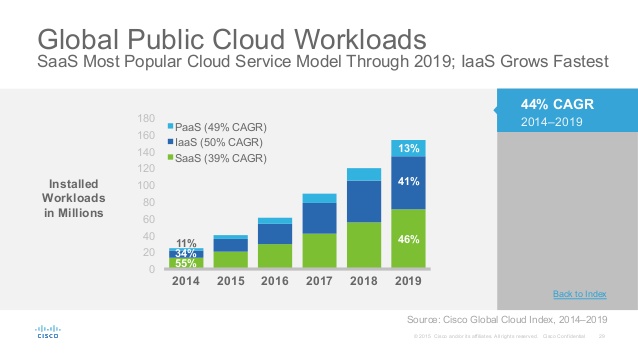 Global Public Cloud Workloads
SaaS Most Popular Cloud Service Model Through 2019; IaaS Grows Fastest
44% CAGR
2014–2019
Installed
Workloads
in Millions
180
160
140
120
100
80
60
40
20
0
PaaS (49% CAGR)
IaaS (50% CAGR)
SaaS (39% CAGR)
11%
34%
55%
13%
41%
46%
2014 2015 2016 2017 2018 2019
Back to Index
Source: Cisco Global Cloud Index, 2014–2019
CISCO
© 2015 Cisco and/or its affiliates. All rights reserved. Cisco Confidential